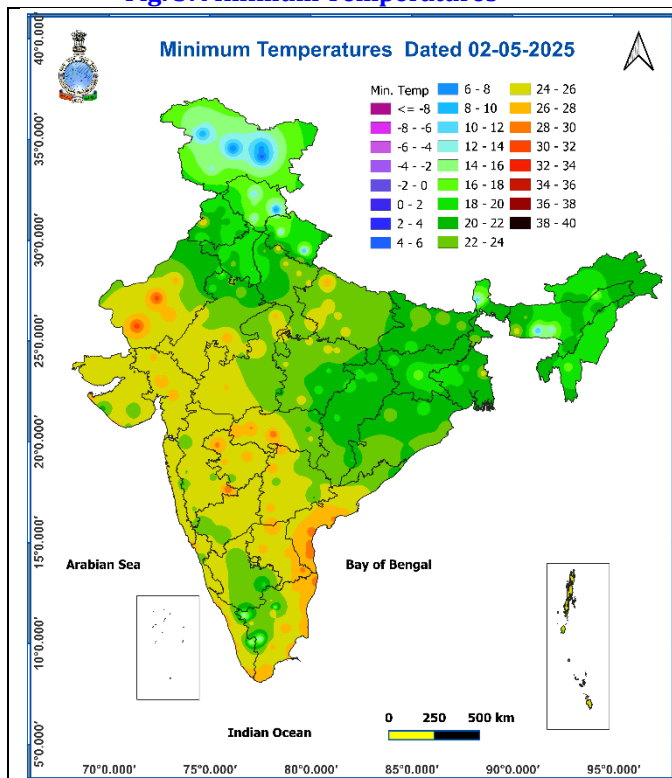 Fig. 3.4 Minimum Temperatures
Minimum Temperatures Dated 02-05-2025
Min. Temp
<= -8
-8 - -6
-6 - -4
-4 - -2
-2 - 0
0 - 2
2 - 4
4 - 6
6 - 8
8 - 10
10 - 12
12 - 14
14 - 16
16 - 18
18 - 20
20 - 22
22 - 24
24 - 26
26 - 28
28 - 30
30 - 32
32 - 34
34 - 36
36 - 38
38 - 40
40°0.000'
35°0.000'
30°0.000'
25°0.000'
20°0.000'
15°0.000'
10°0.000'
5°0.000'
Arabian Sea
Bay of Bengal
Indian Ocean
0 250 500 km
70°0.000' 75°0.000' 80°0.000' 85°0.000' 90°0.000' 95°0.000'